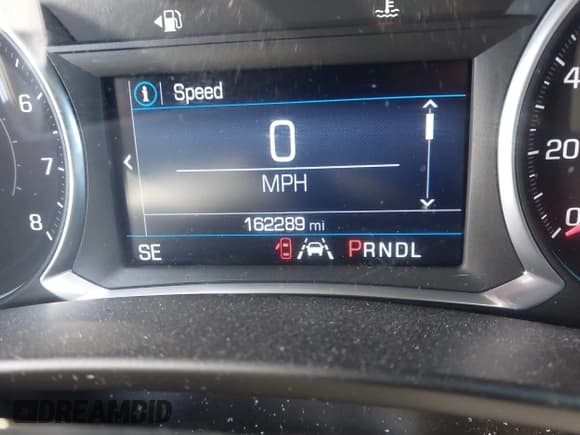 Speed
0
MPH
162289 mi
SE
PRNDL
6
7
8
4
20
0
DREAMBID